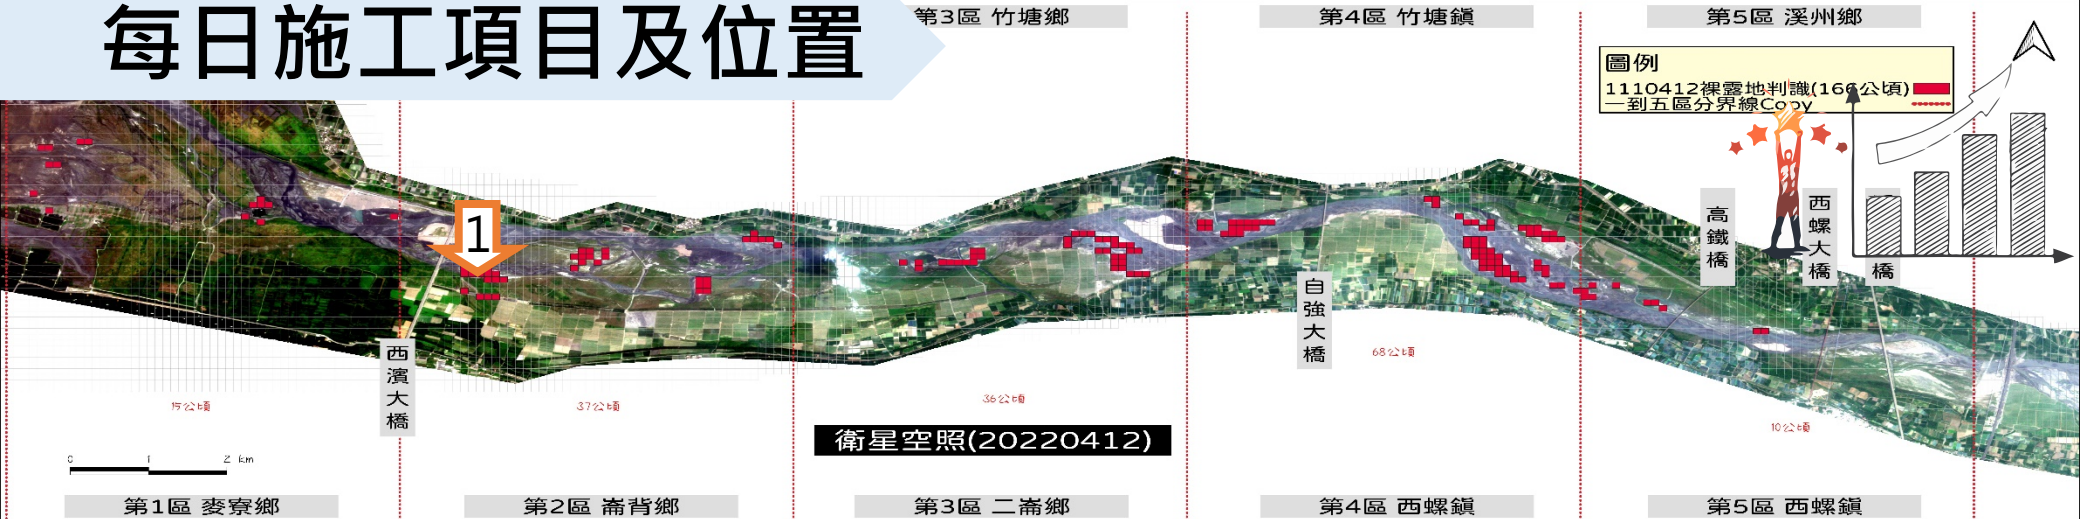 每日施工項目及位置
第3區 竹塘鄉
第4區 竹塘鎮
第5區 溪州鄉
圖例
1110412裸露地判識(166公頃)
一到五區分界線Copy
1
高鐵橋
西螺大橋
橋
自強大橋
西濱大橋
15公頃
37公頃
36公頃
68公頃
10公頃
衛星空照(20220412)
0 1 2 km
第1區 麥寮鄉
第2區 崙背鄉
第3區 二崙鄉
第4區 西螺鎮
第5區 西螺鎮